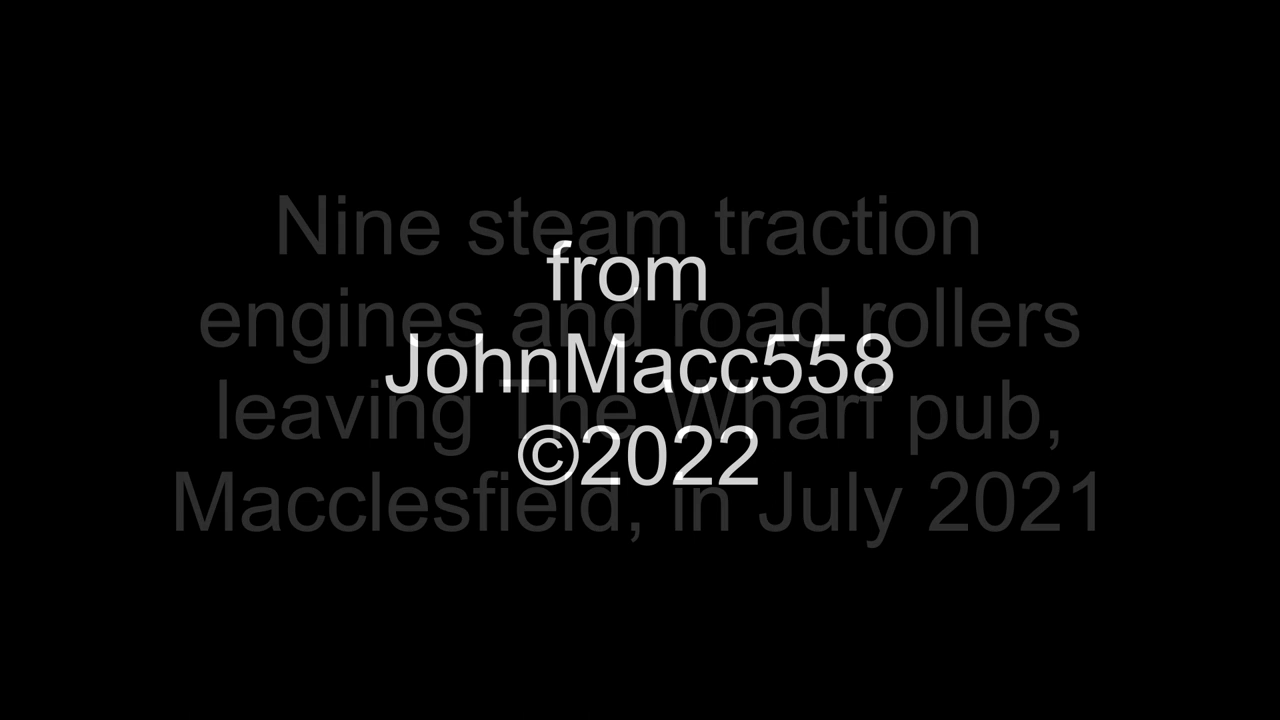 Nine steam traction
engines and road rollers
leaving The Wharf pub,
Macclesfield, in July 2021
from
JohnMacc558
©2022